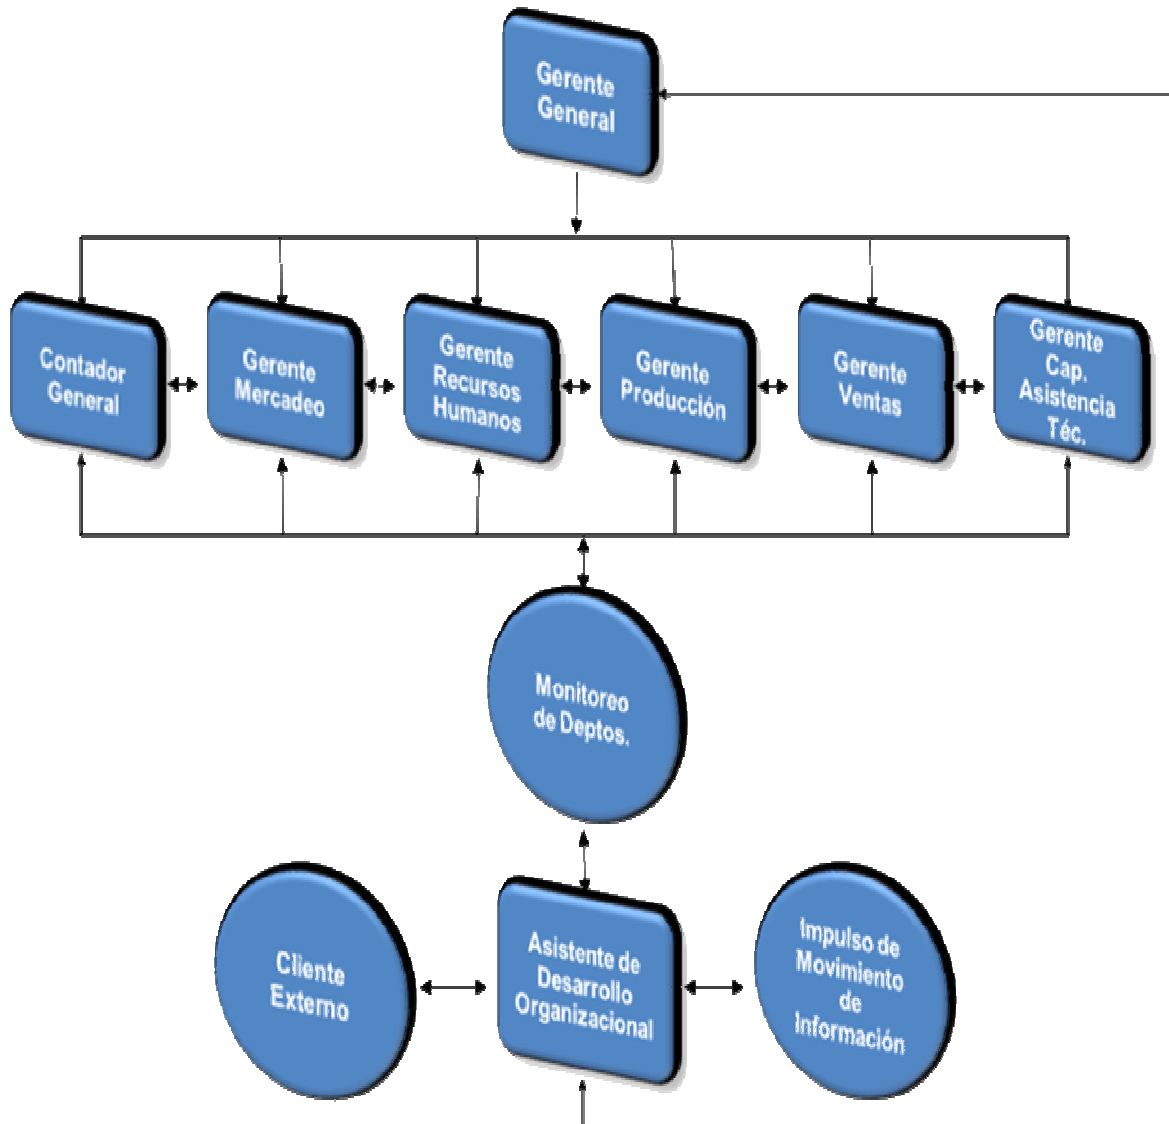 Gerente
General
Contador
General
Gerente
Mercadeo
Gerente
Recursos
Humanos
Gerente
Producción
Gerente
Ventas
Gerente
Cap.
Asistencia
Téc.
Monitoreo
de Deptos.
Cliente
Externo
Asistente de
Desarrollo
Organizacional
Impulso de
Movimiento
de
Información